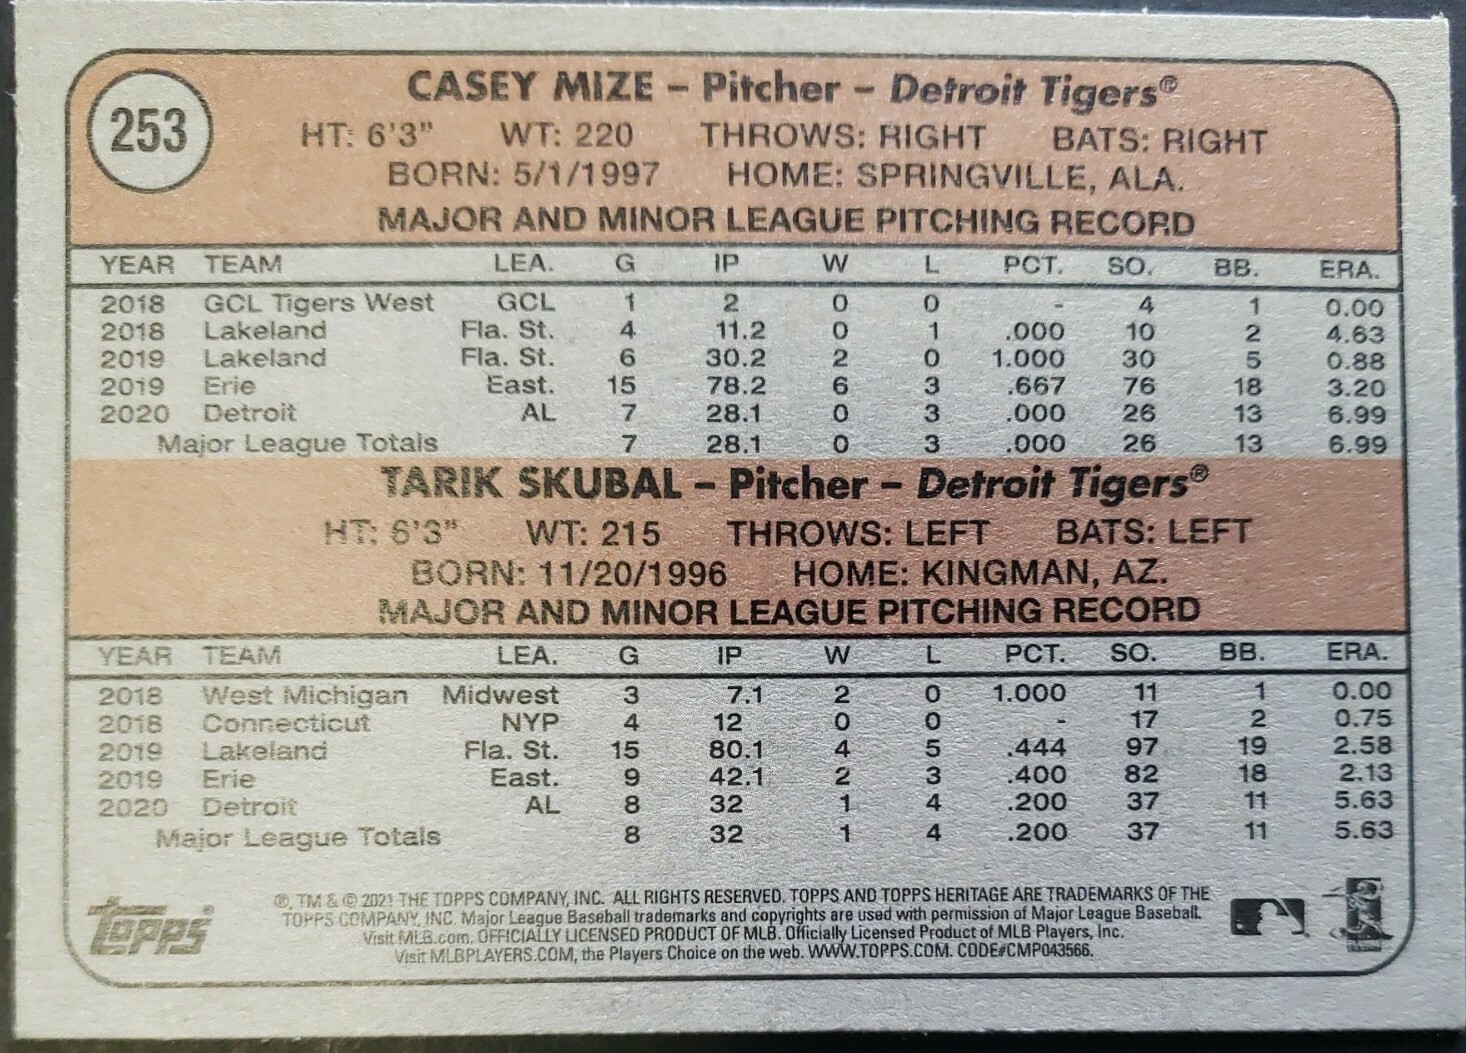 253
CASEY MIZE – Pitcher – Detroit Tigers®
HT: 6'3" WT: 220 THROWS: RIGHT BATS: RIGHT
BORN: 5/1/1997 HOME: SPRINGVILLE, ALA.
MAJOR AND MINOR LEAGUE PITCHING RECORD
YEAR TEAM LEA. G IP W L PCT. SO. BB. ERA.
2018 GCL Tigers West GCL 1 2 0 0 - 4 1 0.00
2018 Lakeland Fla. St. 4 11.2 0 1 .000 10 2 4.63
2019 Lakeland Fla. St. 6 30.2 2 0 1.000 30 5 0.88
2019 Erie East. 15 78.2 6 3 .667 76 18 3.20
2020 Detroit AL 7 28.1 0 3 .000 26 13 6.99
Major League Totals 7 28.1 0 3 .000 26 13 6.99
TARIK SKUBAL – Pitcher – Detroit Tigers®
HT: 6'3" WT: 215 THROWS: LEFT BATS: LEFT
BORN: 11/20/1996 HOME: KINGMAN, AZ.
MAJOR AND MINOR LEAGUE PITCHING RECORD
YEAR TEAM LEA. G IP W L PCT. SO. BB. ERA.
2018 West Michigan Midwest 3 7.1 2 0 1.000 11 1 0.00
2018 Connecticut NYP 4 12 0 0 - 17 2 0.75
2019 Lakeland Fla. St. 15 80.1 4 5 .444 97 19 2.58
2019 Erie East. 9 42.1 2 3 .400 82 18 2.13
2020 Detroit AL 8 32 1 4 .200 37 11 5.63
Major League Totals 8 32 1 4 .200 37 11 5.63
®, TM & © 2021 THE TOPPS COMPANY, INC. ALL RIGHTS RESERVED. TOPPS AND TOPPS HERITAGE ARE TRADEMARKS OF THE
TOPPS COMPANY, INC. Major League Baseball trademarks and copyrights are used with permission of Major League Baseball.
Visit MLB.com. OFFICIALLY LICENSED PRODUCT OF MLB. Officially Licensed Product of MLB Players, Inc.
Visit MLBPLAYERS.COM, the Players Choice on the web. WWW.TOPPS.COM. CODE#CMP043566.
TOPPS®